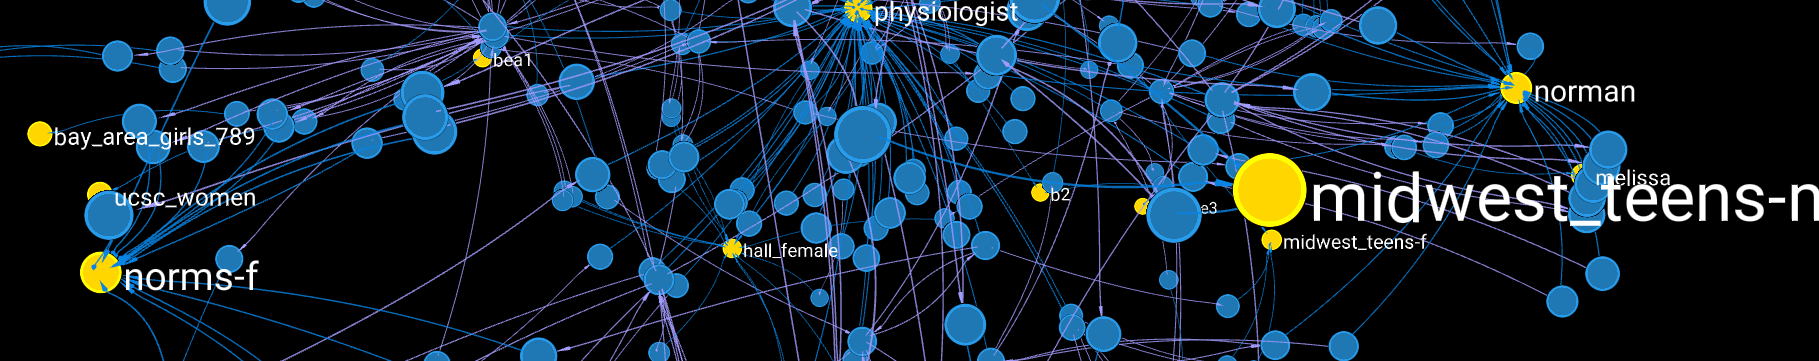 physiologist
bea1
norman
bay_area_girls_789
melissa
ucsc_women
b2
e3
midwest_teens-n
hall_female
midwest_teens-f
norms-f